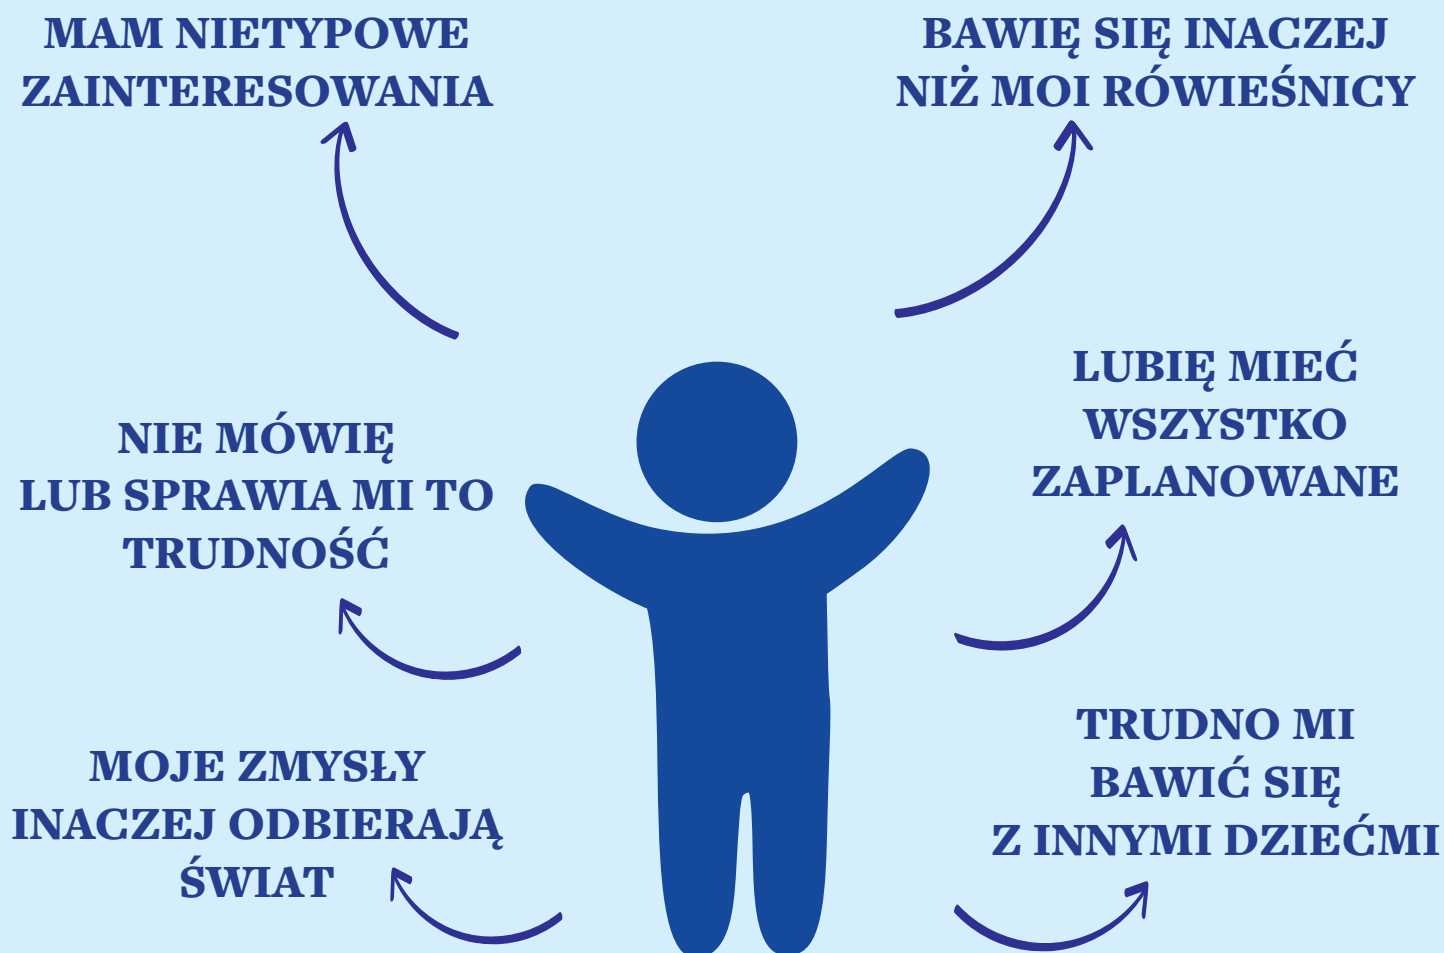 MAM NIETYPOWE
ZAINTERESOWANIA
BAWIĘ SIĘ INACZEJ
NIŻ MOI RÓWIEŚNICY
NIE MÓWIĘ
LUB SPRAWIA MI TO
TRUDNOŚĆ
LUBIĘ MIEĆ
WSZYSTKO
ZAPLANOWANE
MOJE ZMYSŁY
INACZEJ ODBIERAJĄ
ŚWIAT
TRUDNO MI
BAWIĆ SIĘ
Z INNYMI DZIEĆMI